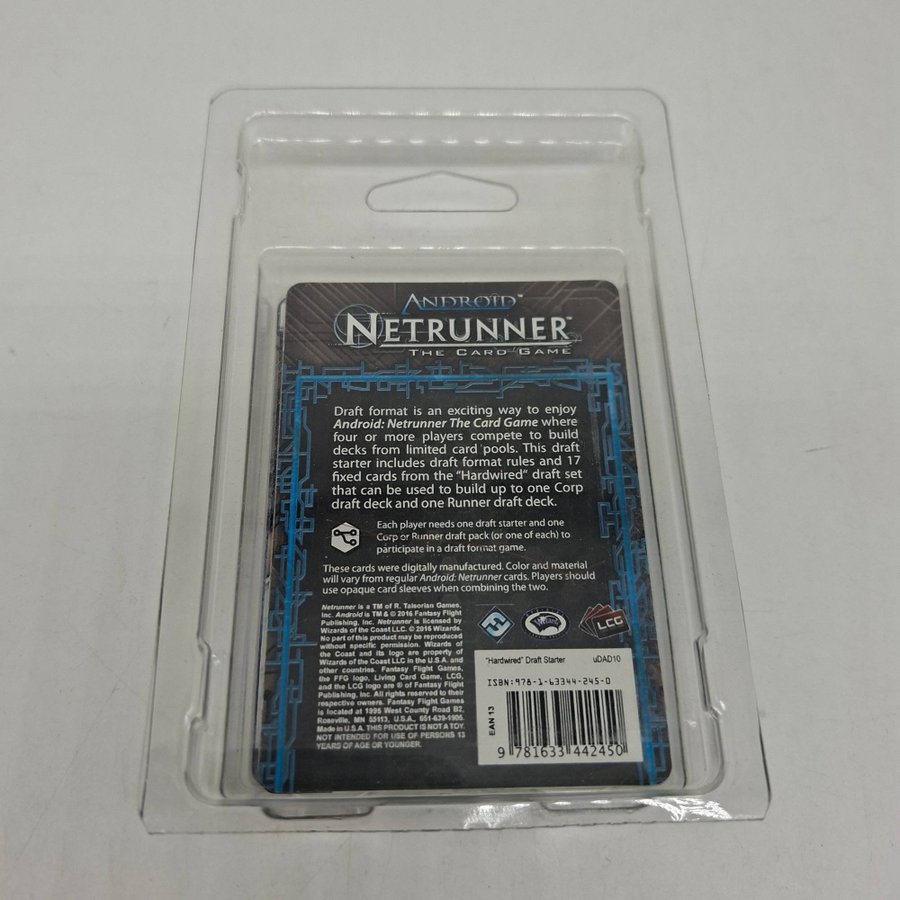 ANDROID™
NETRUNNER™
THE CARD GAME
Draft format is an exciting way to enjoy
Android: Netrunner The Card Game where
four or more players compete to build
decks from limited card pools. This draft
starter includes draft format rules and 17
fixed cards from the "Hardwired" draft set
that can be used to build up to one Corp
draft deck and one Runner draft deck.
Each player needs one draft starter and one
Corp or Runner draft pack (or one of each) to
participate in a draft format game.
These cards were digitally manufactured. Color and material
will vary from regular Android: Netrunner cards. Players should
use opaque card sleeves when combining the two.
Netrunner is a TM of R. Talsorian Games,
Inc. Android is TM & © 2016 Fantasy Flight
Publishing, Inc. Netrunner is licensed by
Wizards of the Coast LLC. © 2016 Wizards.
No part of this product may be reproduced
without specific permission. Wizards of
the Coast and its logo are property of
Wizards of the Coast LLC in the U.S.A. and
other countries. Fantasy Flight Games,
the FFG logo, Living Card Game, LCG,
and the LCG logo are ® of Fantasy Flight
Publishing, Inc. All rights reserved to their
respective owners. Fantasy Flight Games
is located at 1995 West County Road B2,
Roseville, MN 55113, U.S.A., 651-639-1905.
Made in U.S.A. THIS PRODUCT IS NOT A TOY.
NOT INTENDED FOR USE OF PERSONS 13
YEARS OF AGE OR YOUNGER.
LCG
"Hardwired" Draft Starter uDAD10
ISBN:978-1-63344-245-0
EAN 13
9 781633 442450